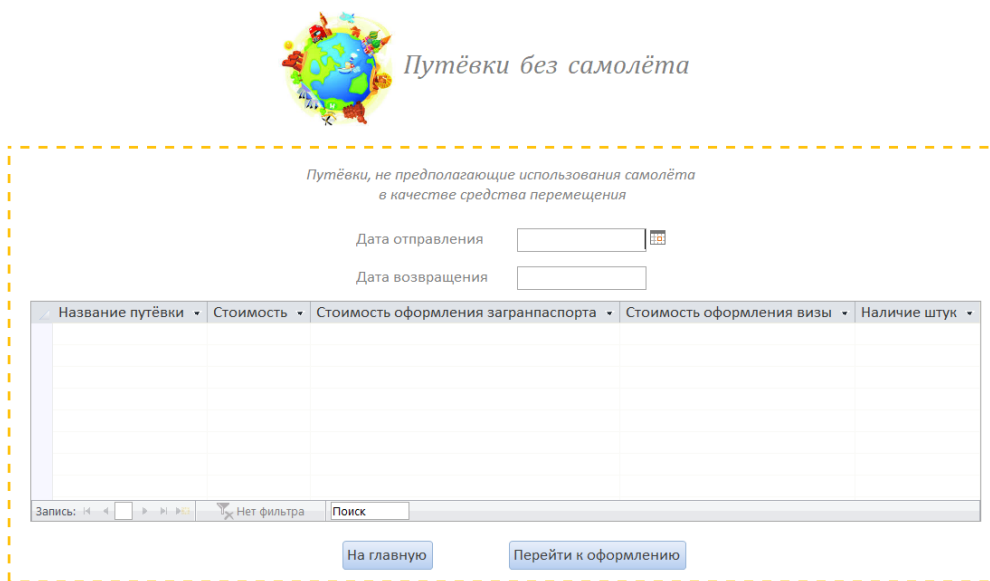 Путёвки без самолёта
Путёвки, не предполагающие использования самолёта
в качестве средства перемещения
Дата отправления
Дата возвращения
Название путёвки Стоимость Стоимость оформления загранпаспорта Стоимость оформления визы Наличие штук
Запись: Нет фильтра Поиск
На главную Перейти к оформлению